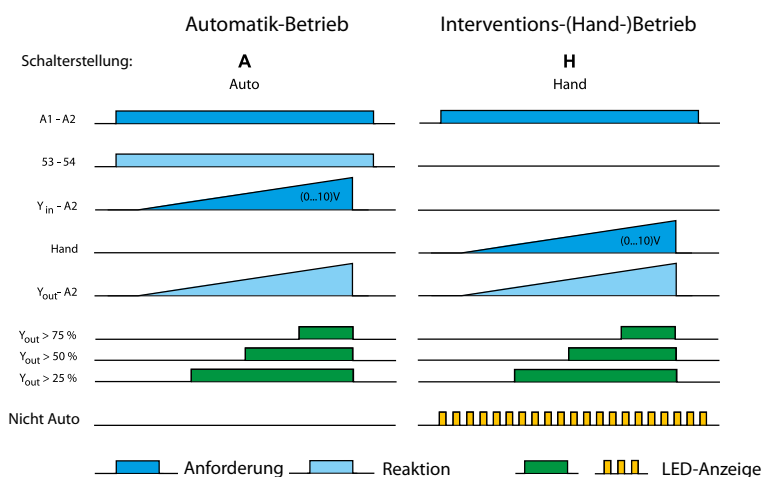 Automatik-Betrieb Interventions-(Hand-)Betrieb
Schalterstellung: A H
Auto Hand
A1 – A2
53 – 54
Y in – A2 (0...10)V
Hand (0...10)V
Yout – A2
Yout > 75 %
Yout > 50 %
Yout > 25 %
Nicht Auto
Anforderung Reaktion LED-Anzeige